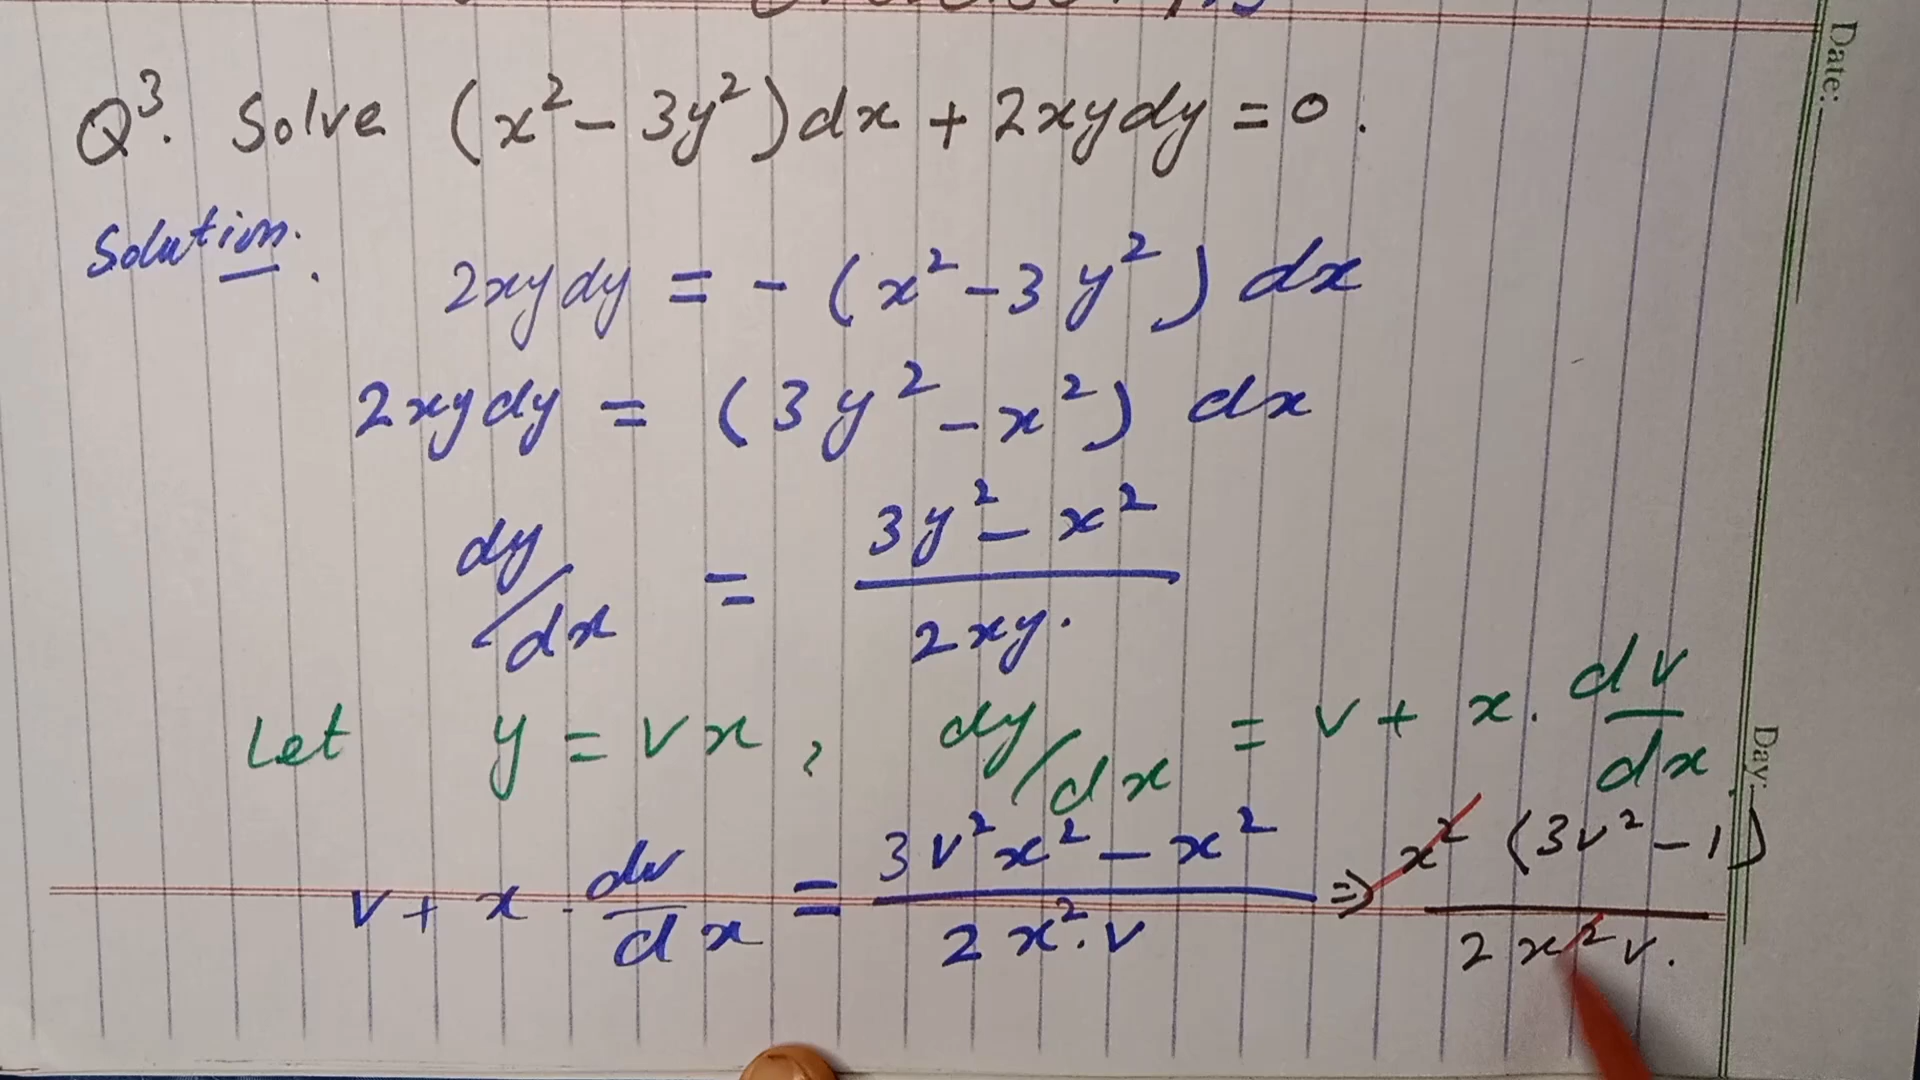 Date:
Q3. Solve (x² - 3y²)dx + 2xydy = 0.
Solution.
2xydy = - (x² - 3y²) dx
2xydy = (3y² - x²) dx
dy/dx = (3y² - x²)/(2xy).
Let y = vx, dy/dx = v + x. dv/dx
Day:
v + x . dv/dx = (3v²x² - x²)/(2x².v) ⇒ x² (3v² - 1)/(2x²v).